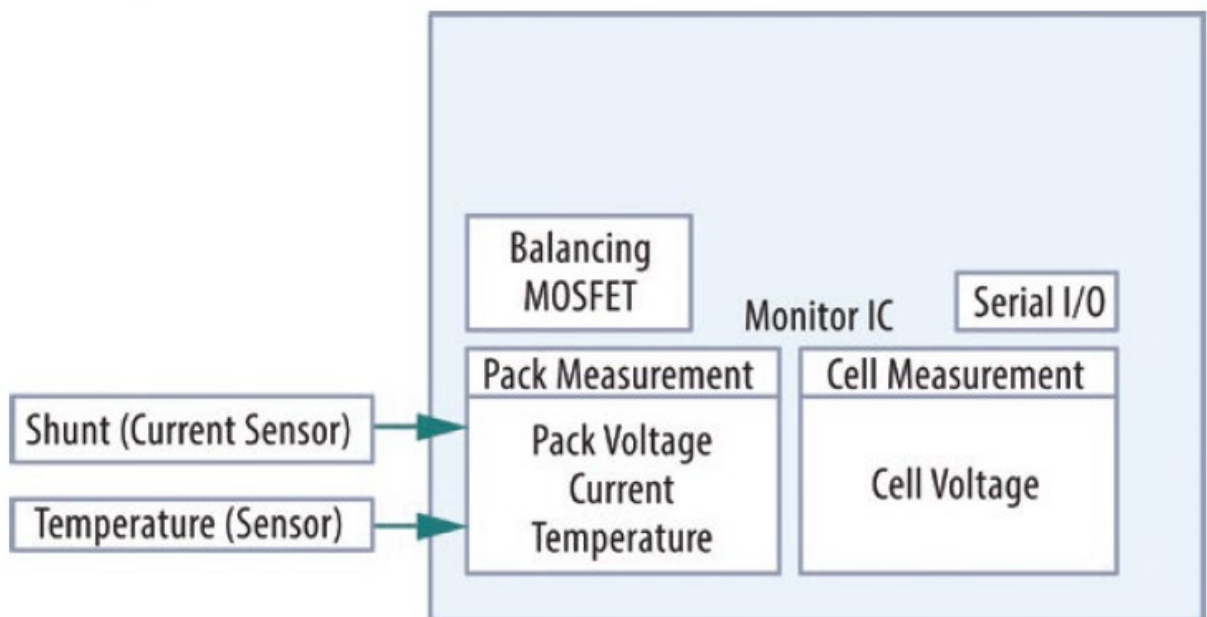 Balancing
MOSFET
Monitor IC
Serial I/O
Pack Measurement
Cell Measurement
Shunt (Current Sensor)
Temperature (Sensor)
Pack Voltage
Current
Temperature
Cell Voltage